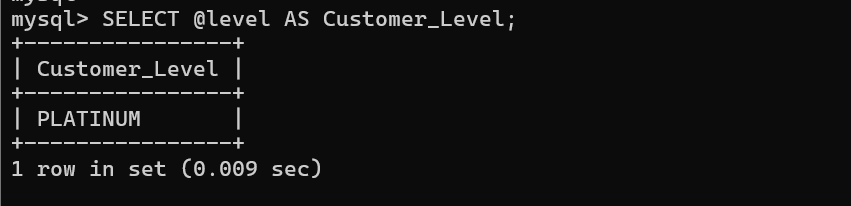 mysql> SELECT @level AS Customer_Level;
+----------------+
| Customer_Level |
+----------------+
| PLATINUM       |
+----------------+
1 row in set (0.009 sec)